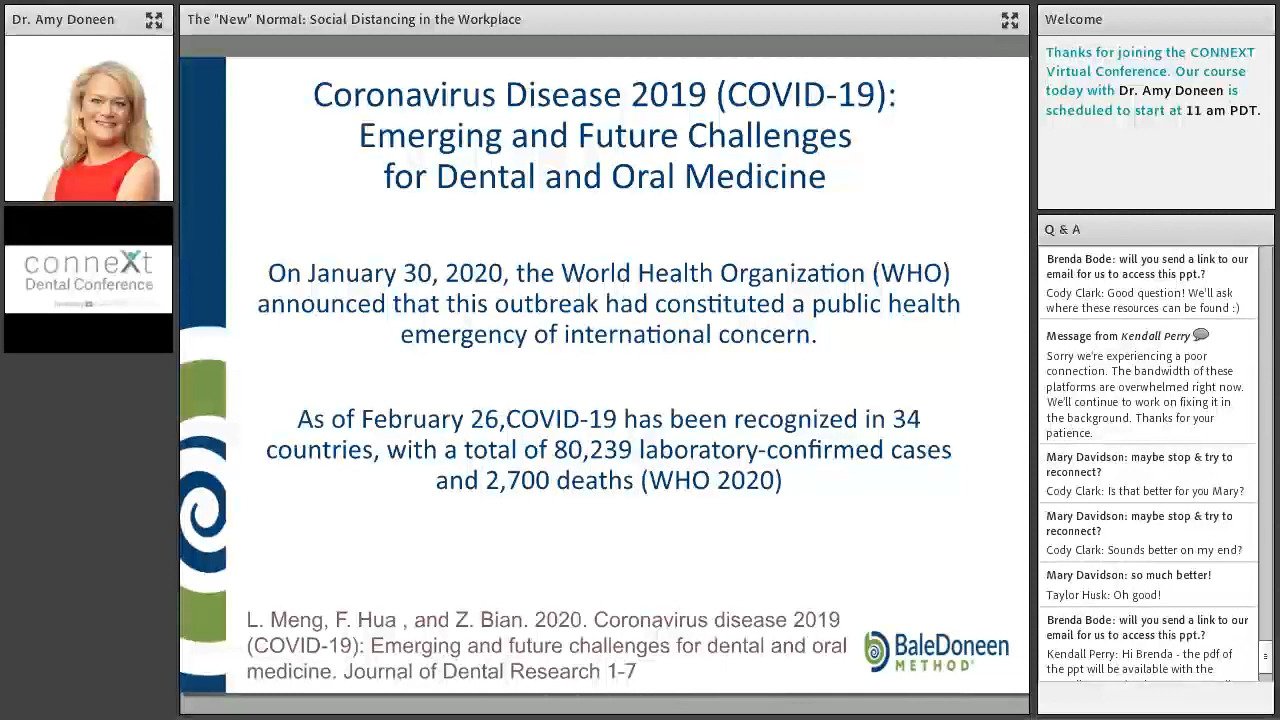 Dr. Amy Doneen
The "New" Normal: Social Distancing in the Workplace
Welcome
conneXt
Dental Conference
Coronavirus Disease 2019 (COVID-19):
Emerging and Future Challenges
for Dental and Oral Medicine
On January 30, 2020, the World Health Organization (WHO)
announced that this outbreak had constituted a public health
emergency of international concern.
As of February 26,COVID-19 has been recognized in 34
countries, with a total of 80,239 laboratory-confirmed cases
and 2,700 deaths (WHO 2020)
L. Meng, F. Hua , and Z. Bian. 2020. Coronavirus disease 2019
(COVID-19): Emerging and future challenges for dental and oral
medicine. Journal of Dental Research 1-7
BaleDoneen
METHOD
Thanks for joining the CONNEXT
Virtual Conference. Our course
today with Dr. Amy Doneen is
scheduled to start at 11 am PDT.
Q & A
Brenda Bode: will you send a link to our
email for us to access this ppt.?
Cody Clark: Good question! We'll ask
where these resources can be found :)
Message from Kendall Perry
Sorry we're experiencing a poor
connection. The bandwidth of these
platforms are overwhelmed right now.
We'll continue to work on fixing it in
the background. Thanks for your
patience.
Mary Davidson: maybe stop & try to
reconnect?
Cody Clark: Is that better for you Mary?
Mary Davidson: maybe stop & try to
reconnect?
Cody Clark: Sounds better on my end?
Mary Davidson: so much better!
Taylor Husk: Oh good!
Brenda Bode: will you send a link to our
email for us to access this ppt.?
Kendall Perry: Hi Brenda - the pdf of
the ppt will be available with the